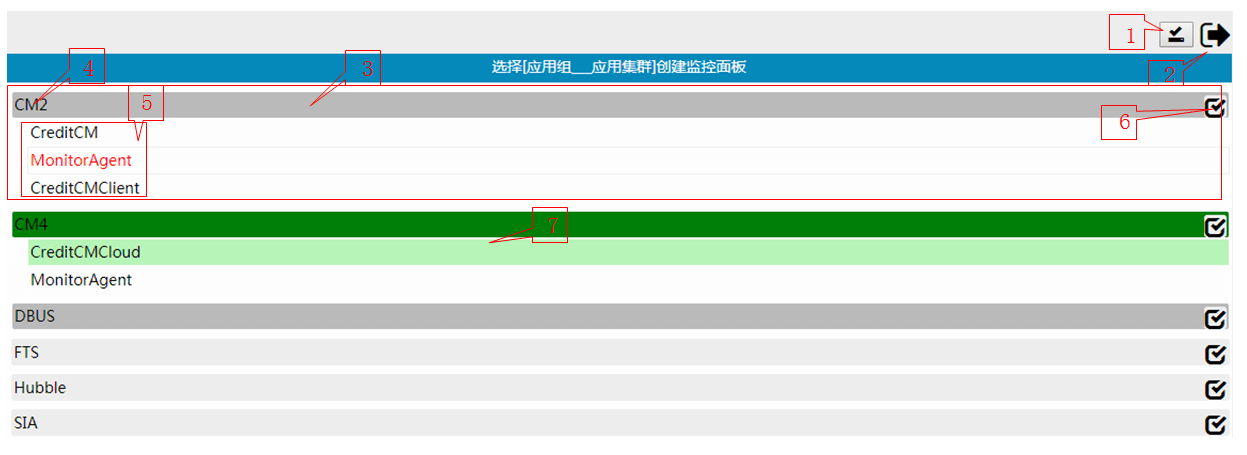 1
2
选择[应用组___应用集群]创建监控面板
4
3
5
CM2
6
CreditCM
MonitorAgent
CreditCMClient
7
CM4
CreditCMCloud
MonitorAgent
DBUS
FTS
Hubble
SIA